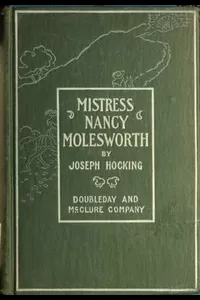 MISTRESS
NANCY
MOLESWORTH
BY
JOSEPH HOCKING
DOUBLEDAY AND
MCCLURE COMPANY